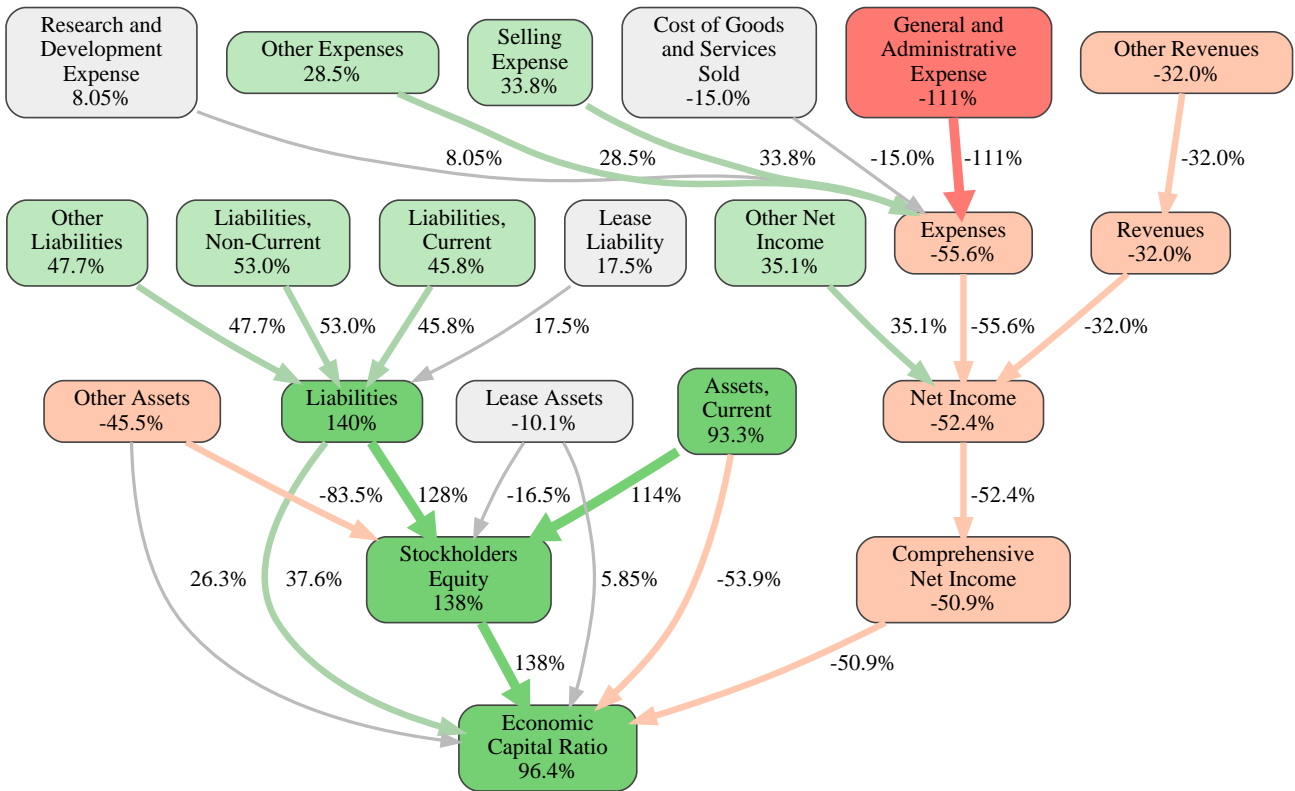 Research and
Development
Expense
8.05%
Other Expenses
28.5%
Selling
Expense
33.8%
Cost of Goods
and Services
Sold
-15.0%
General and
Administrative
Expense
-111%
Other Revenues
-32.0%
8.05%
28.5%
33.8%
-15.0%
-111%
-32.0%
Other
Liabilities
47.7%
Liabilities,
Non-Current
53.0%
Liabilities,
Current
45.8%
Lease
Liability
17.5%
Other Net
Income
35.1%
Expenses
-55.6%
Revenues
-32.0%
47.7%
53.0%
45.8%
17.5%
35.1%
-55.6%
-32.0%
Other Assets
-45.5%
Liabilities
140%
Lease Assets
-10.1%
Assets,
Current
93.3%
Net Income
-52.4%
-83.5%
128%
-16.5%
114%
-52.4%
Stockholders
Equity
138%
Comprehensive
Net Income
-50.9%
26.3%
37.6%
5.85%
-53.9%
138%
-50.9%
Economic
Capital Ratio
96.4%